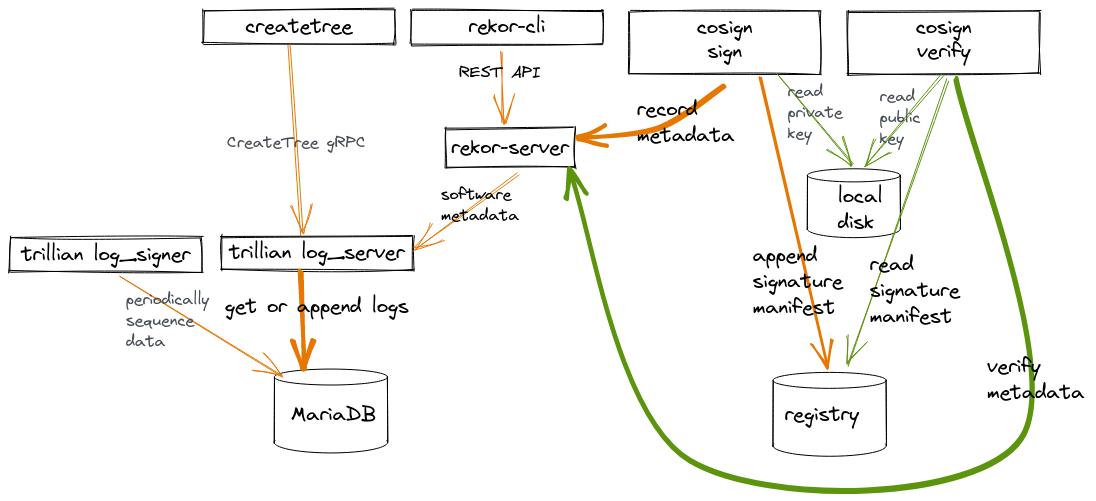 createtree
rekor-cli
cosign
sign
cosign
verify
REST API
read
private
key
read
public
key
record
metadata
CreateTree gRPC
rekor-server
software
metadata
local
disk
trillian log_signer
trillian log_server
append
signature
manifest
read
signature
manifest
periodically
sequence
data
get or append logs
verify
metadata
MariaDB
registry